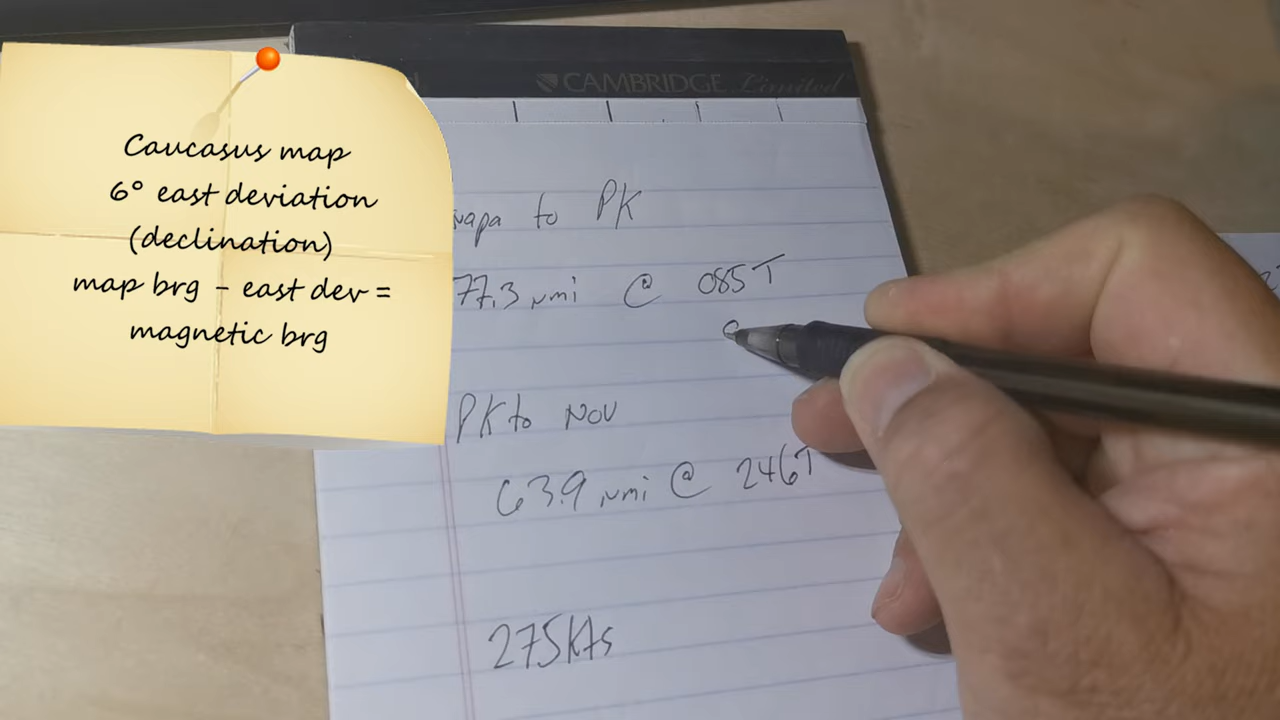 Caucasus map
6° east deviation
(declination)
map brg - east dev =
magnetic brg
CAMBRIDGE Limited
to PK
77.3 nmi @ 085T
PK to NOV
63.9 nmi @ 246T
275kts